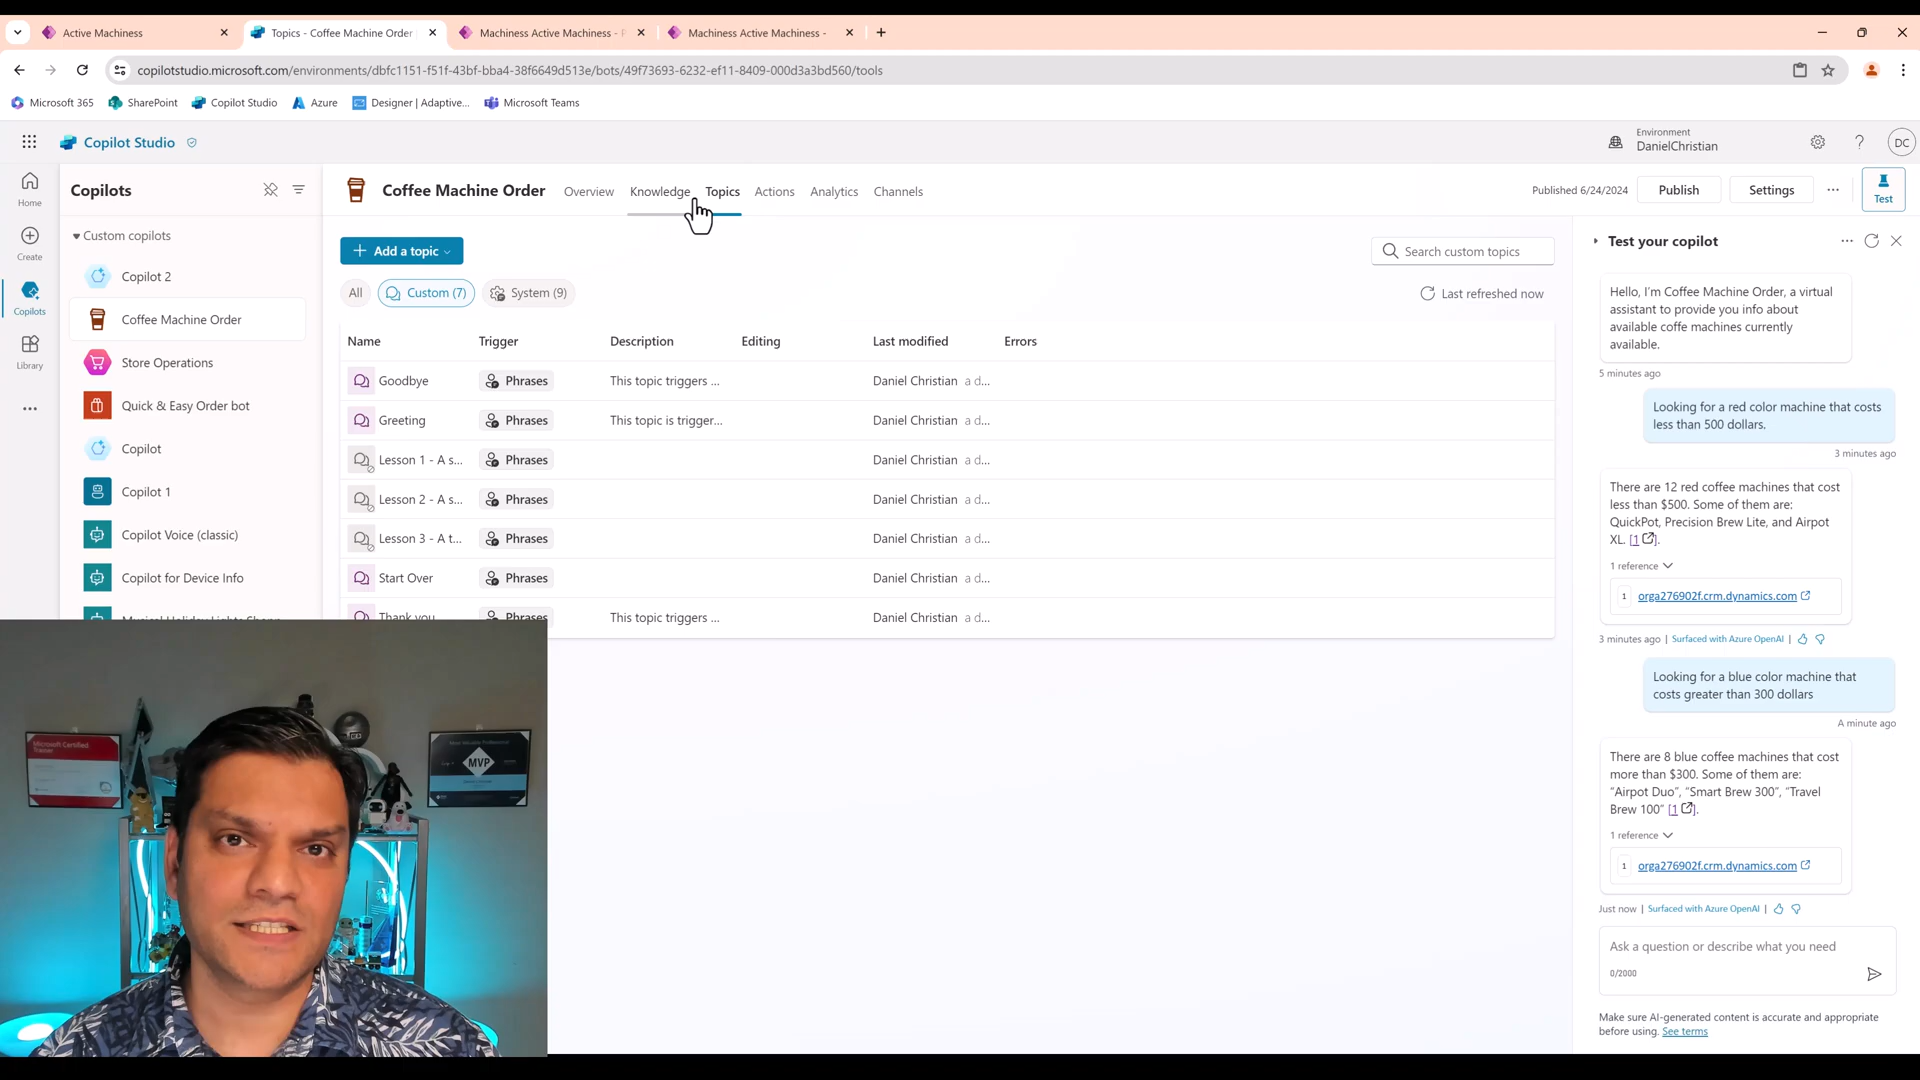 Active Machiness
Topics - Coffee Machine Order
Machiness Active Machiness - P
Machiness Active Machiness -
copilotstudio.microsoft.com/environments/dbfc1151-f51f-43bf-bba4-38f6649d513e/bots/49f73693-6232-ef11-8409-000d3a3bd560/tools
Microsoft 365
SharePoint
Copilot Studio
Azure
Designer | Adaptive...
Microsoft Teams
Copilot Studio
Environment
DanielChristian
?
DC
Home
Create
Copilots
Library
Copilots
Custom copilots
Copilot 2
Coffee Machine Order
Store Operations
Quick & Easy Order bot
Copilot
Copilot 1
Copilot Voice (classic)
Copilot for Device Info
Coffee Machine Order
Overview
Knowledge
Topics
Actions
Analytics
Channels
Published 6/24/2024
Publish
Settings
Test
Add a topic
Search custom topics
All
Custom (7)
System (9)
Last refreshed now
Name Trigger Description Editing Last modified Errors
Goodbye Phrases This topic triggers ... Daniel Christian a d...
Greeting Phrases This topic is trigger... Daniel Christian a d...
Lesson 1 - A s... Phrases Daniel Christian a d...
Lesson 2 - A s... Phrases Daniel Christian a d...
Lesson 3 - A t... Phrases Daniel Christian a d...
Start Over Phrases Daniel Christian a d...
Thank you Phrases This topic triggers ... Daniel Christian a d...
Test your copilot
Hello, I'm Coffee Machine Order, a virtual
assistant to provide you info about
available coffe machines currently
available.
5 minutes ago
Looking for a red color machine that costs
less than 500 dollars.
3 minutes ago
There are 12 red coffee machines that cost
less than $500. Some of them are:
QuickPot, Precision Brew Lite, and Airpot
XL. [1].
1 reference
1 orga276902f.crm.dynamics.com
3 minutes ago | Surfaced with Azure OpenAI |
Looking for a blue color machine that
costs greater than 300 dollars
A minute ago
There are 8 blue coffee machines that cost
more than $300. Some of them are:
“Airpot Duo”, “Smart Brew 300”, “Travel
Brew 100” [1].
1 reference
1 orga276902f.crm.dynamics.com
Just now | Surfaced with Azure OpenAI |
Ask a question or describe what you need
0/2000
Make sure AI-generated content is accurate and appropriate
before using. See terms
Microsoft Certified
Trainer
MVP